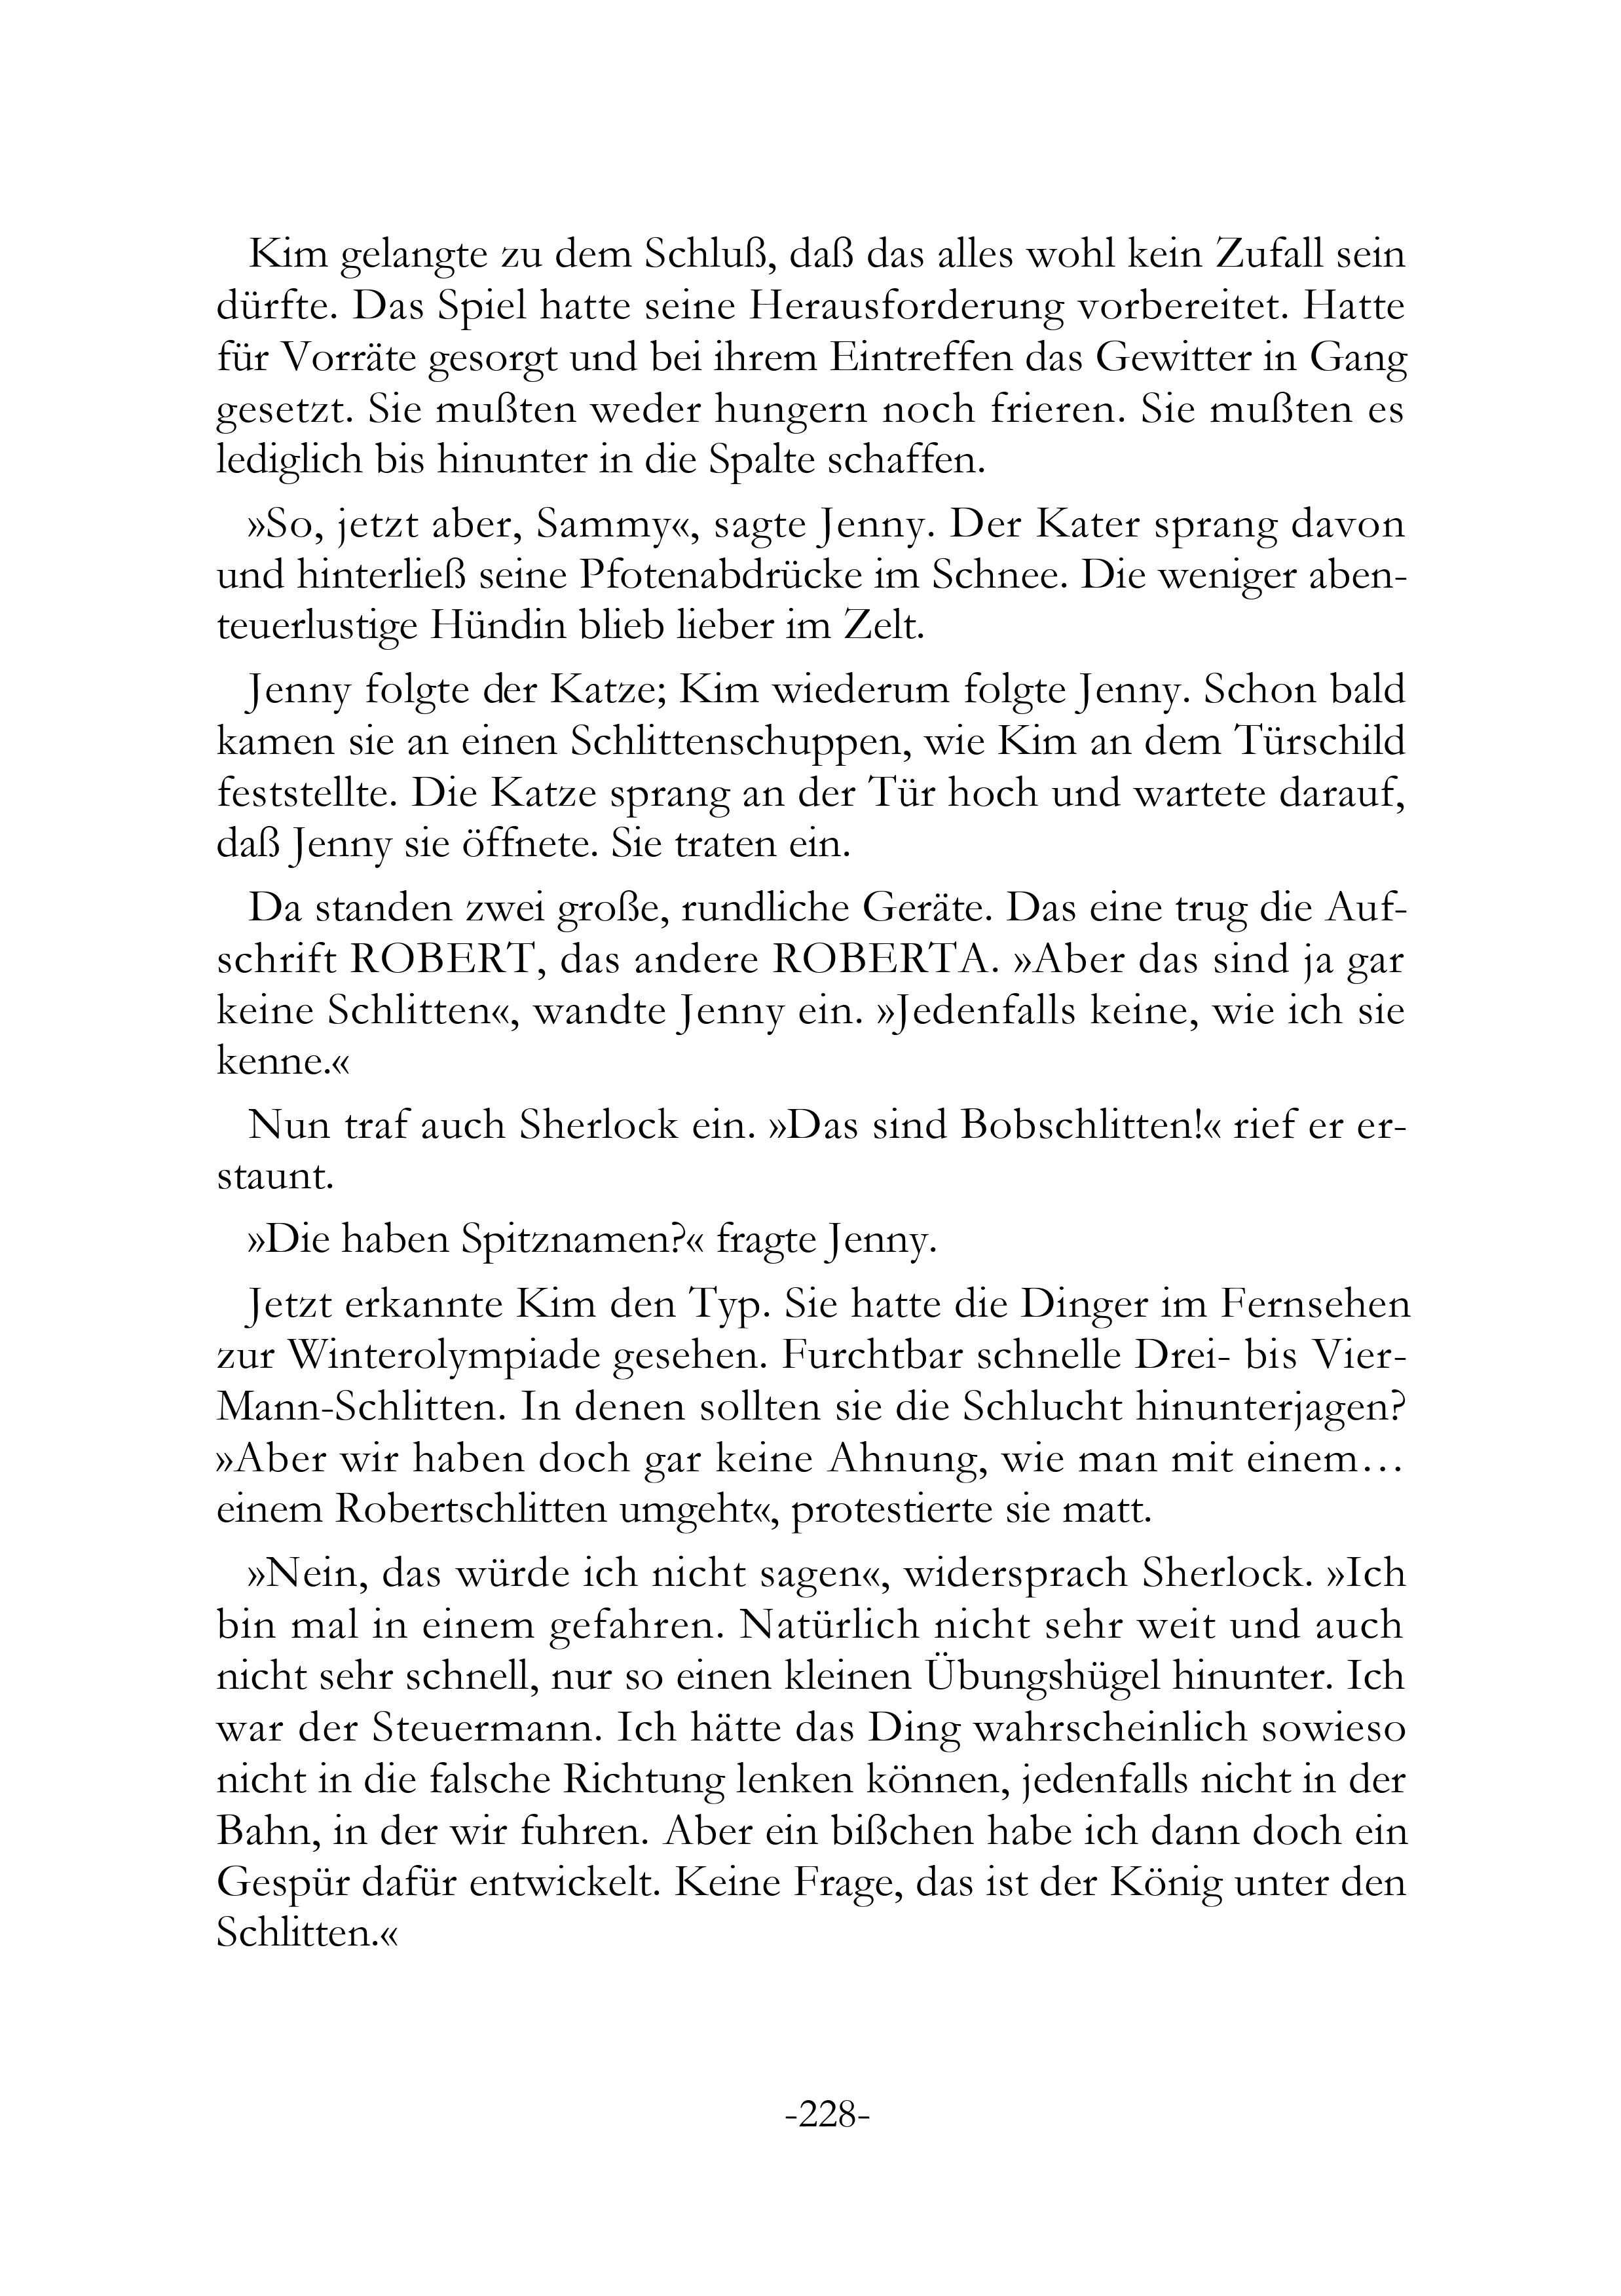 Kim gelangte zu dem Schluß, daß das alles wohl kein Zufall sein
dürfte. Das Spiel hatte seine Herausforderung vorbereitet. Hatte
für Vorräte gesorgt und bei ihrem Eintreffen das Gewitter in Gang
gesetzt. Sie mußten weder hungern noch frieren. Sie mußten es
lediglich bis hinunter in die Spalte schaffen.
»So, jetzt aber, Sammy«, sagte Jenny. Der Kater sprang davon
und hinterließ seine Pfotenabdrücke im Schnee. Die weniger aben-
teuerlustige Hündin blieb lieber im Zelt.
Jenny folgte der Katze; Kim wiederum folgte Jenny. Schon bald
kamen sie an einen Schlittenschuppen, wie Kim an dem Türschild
feststellte. Die Katze sprang an der Tür hoch und wartete darauf,
daß Jenny sie öffnete. Sie traten ein.
Da standen zwei große, rundliche Geräte. Das eine trug die Auf-
schrift ROBERT, das andere ROBERTA. »Aber das sind ja gar
keine Schlitten«, wandte Jenny ein. »Jedenfalls keine, wie ich sie
kenne.«
Nun traf auch Sherlock ein. »Das sind Bobschlitten!« rief er er-
staunt.
»Die haben Spitznamen?« fragte Jenny.
Jetzt erkannte Kim den Typ. Sie hatte die Dinger im Fernsehen
zur Winterolympiade gesehen. Furchtbar schnelle Drei- bis Vier-
Mann-Schlitten. In denen sollten sie die Schlucht hinunterjagen?
»Aber wir haben doch gar keine Ahnung, wie man mit einem…
einem Robertschlitten umgeht«, protestierte sie matt.
»Nein, das würde ich nicht sagen«, widersprach Sherlock. »Ich
bin mal in einem gefahren. Natürlich nicht sehr weit und auch
nicht sehr schnell, nur so einen kleinen Übungshügel hinunter. Ich
war der Steuermann. Ich hätte das Ding wahrscheinlich sowieso
nicht in die falsche Richtung lenken können, jedenfalls nicht in der
Bahn, in der wir fuhren. Aber ein bißchen habe ich dann doch ein
Gespür dafür entwickelt. Keine Frage, das ist der König unter den
Schlitten.«
-228-